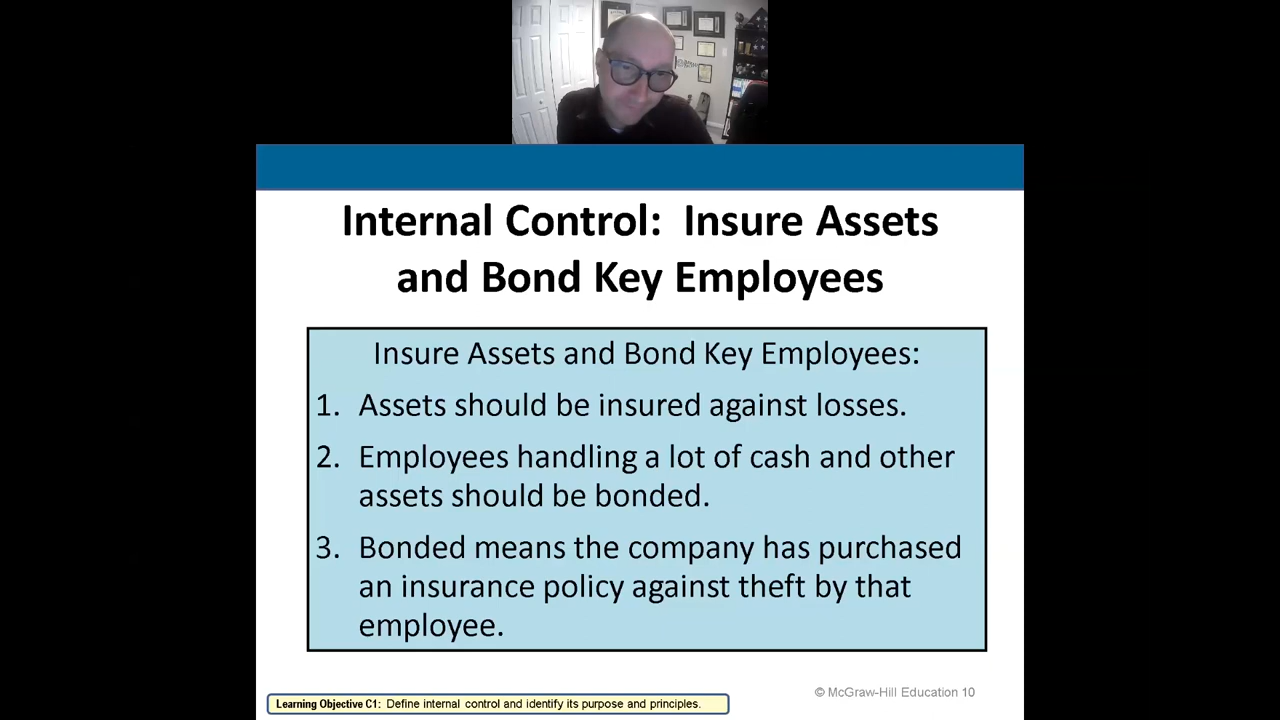 Internal Control:  Insure Assets
and Bond Key Employees
Insure Assets and Bond Key Employees:
1. Assets should be insured against losses.
2. Employees handling a lot of cash and other
assets should be bonded.
3. Bonded means the company has purchased
an insurance policy against theft by that
employee.
© McGraw-Hill Education 10
Learning Objective C1: Define internal control and identify its purpose and principles.